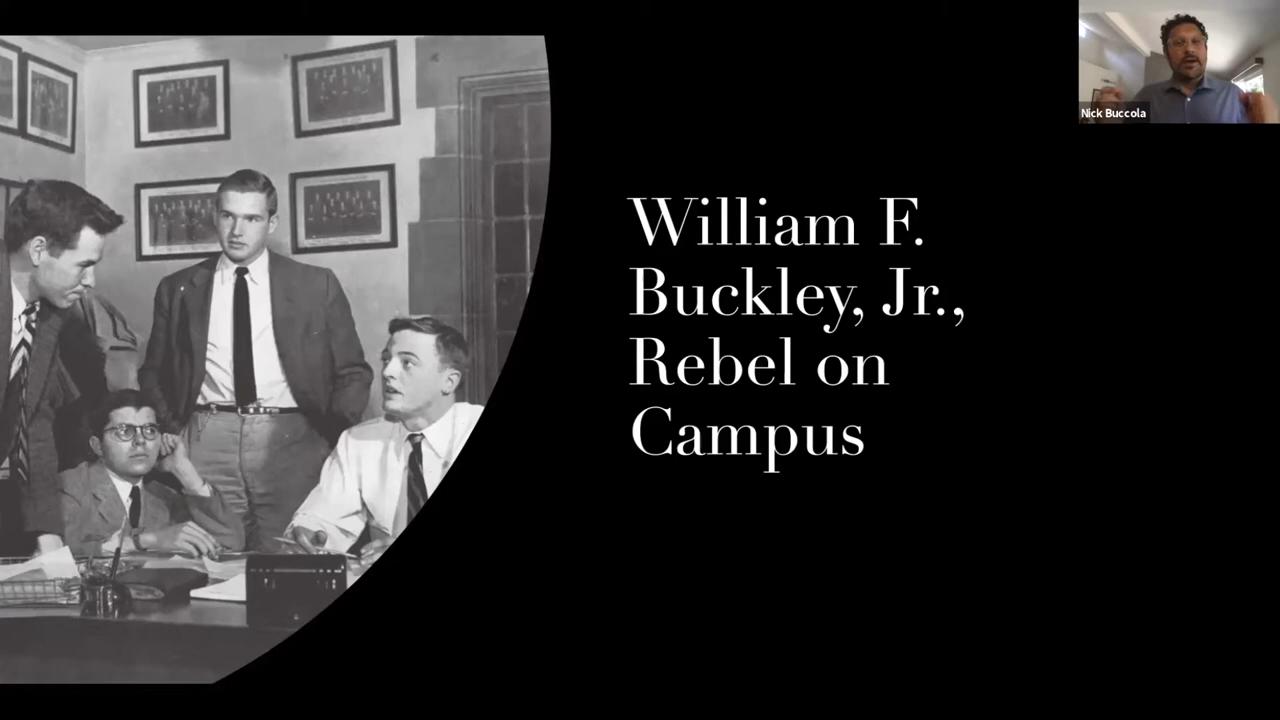 Nick Buccola
William F.
Buckley, Jr.,
Rebel on
Campus